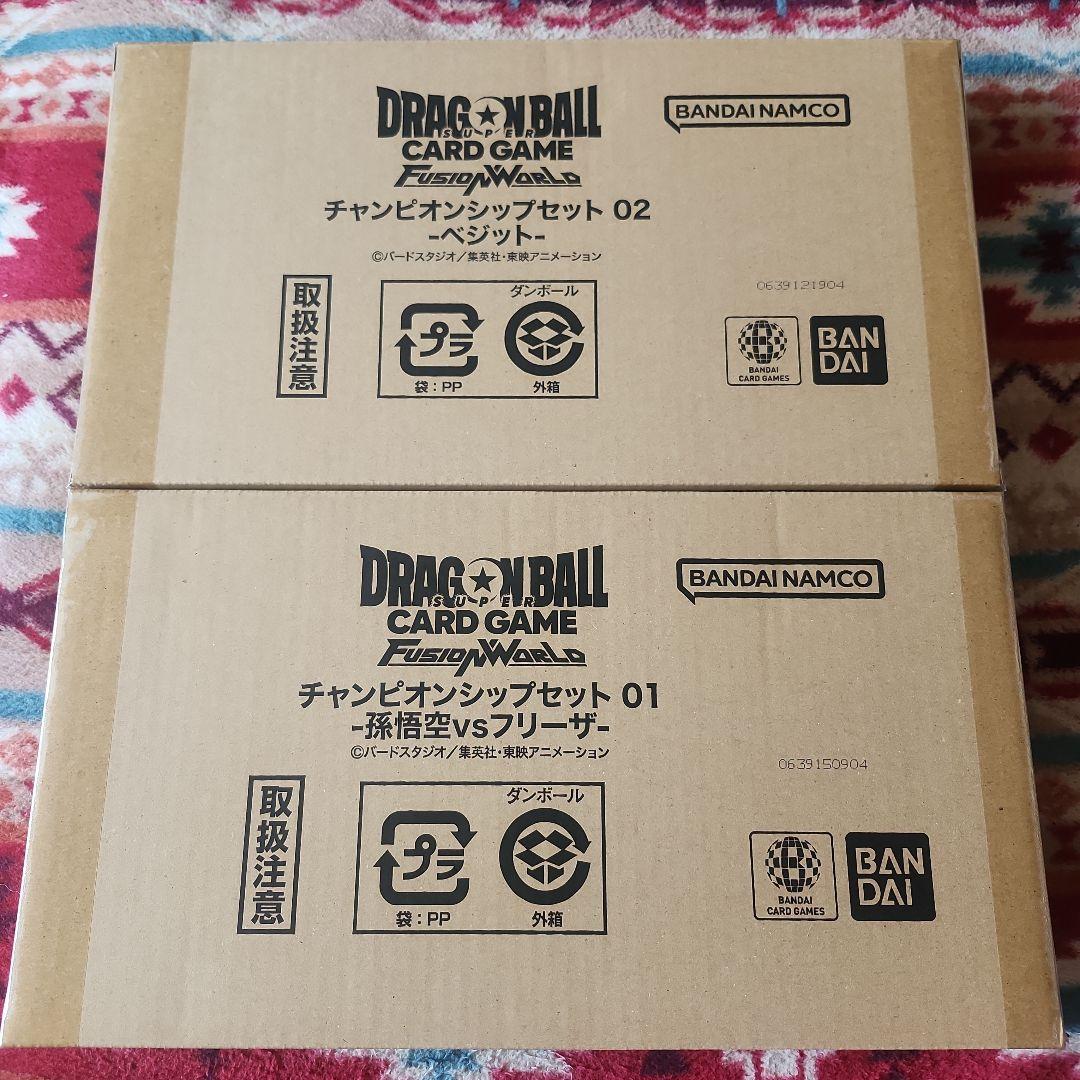 DRAGON BALL
SUPER
CARD GAME
FUSION WORLD
BANDAI NAMCO
チャンピオンシップセット 02
-ベジット-
©バードスタジオ／集英社・東映アニメーション
取扱注意
ダンボール
プラ
袋：PP
外箱
0639121904
BANDAI
CARD GAMES
BAN
DAI
DRAGON BALL
SUPER
CARD GAME
FUSION WORLD
BANDAI NAMCO
チャンピオンシップセット 01
-孫悟空vsフリーザ-
©バードスタジオ／集英社・東映アニメーション
取扱注意
ダンボール
プラ
袋：PP
外箱
0639150904
BANDAI
CARD GAMES
BAN
DAI